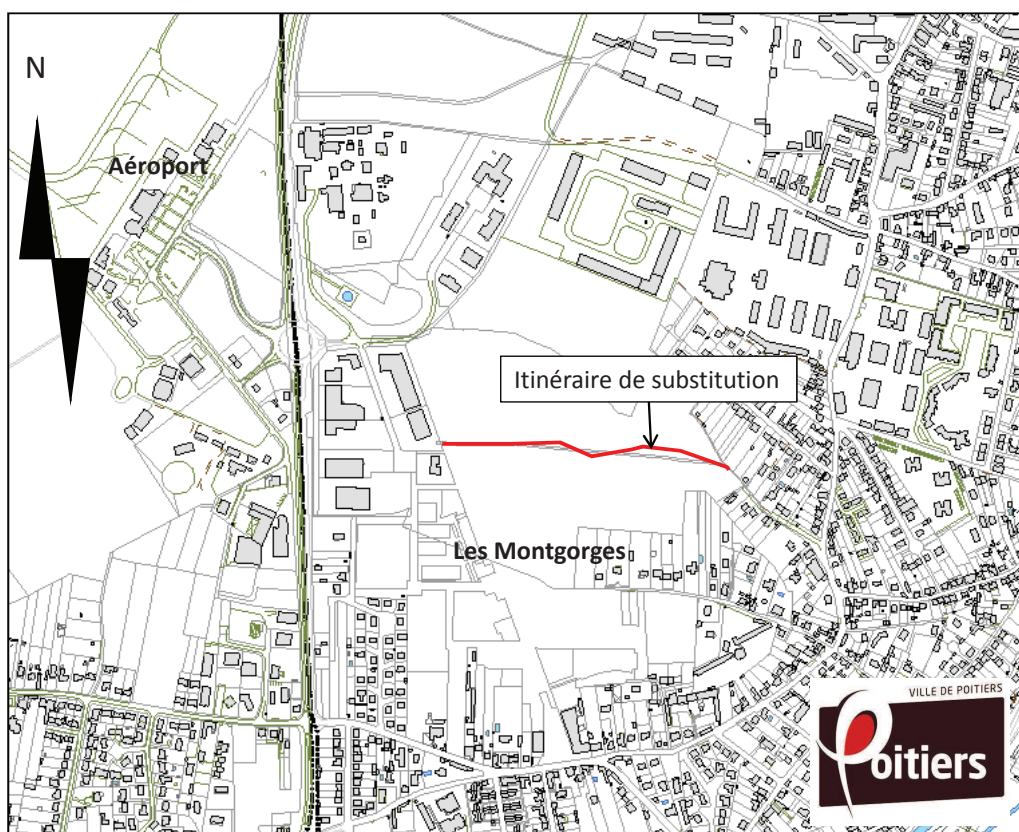 N
Aéroport
Itinéraire de substitution
Les Montgorges
VILLE DE POITIERS
Poitiers